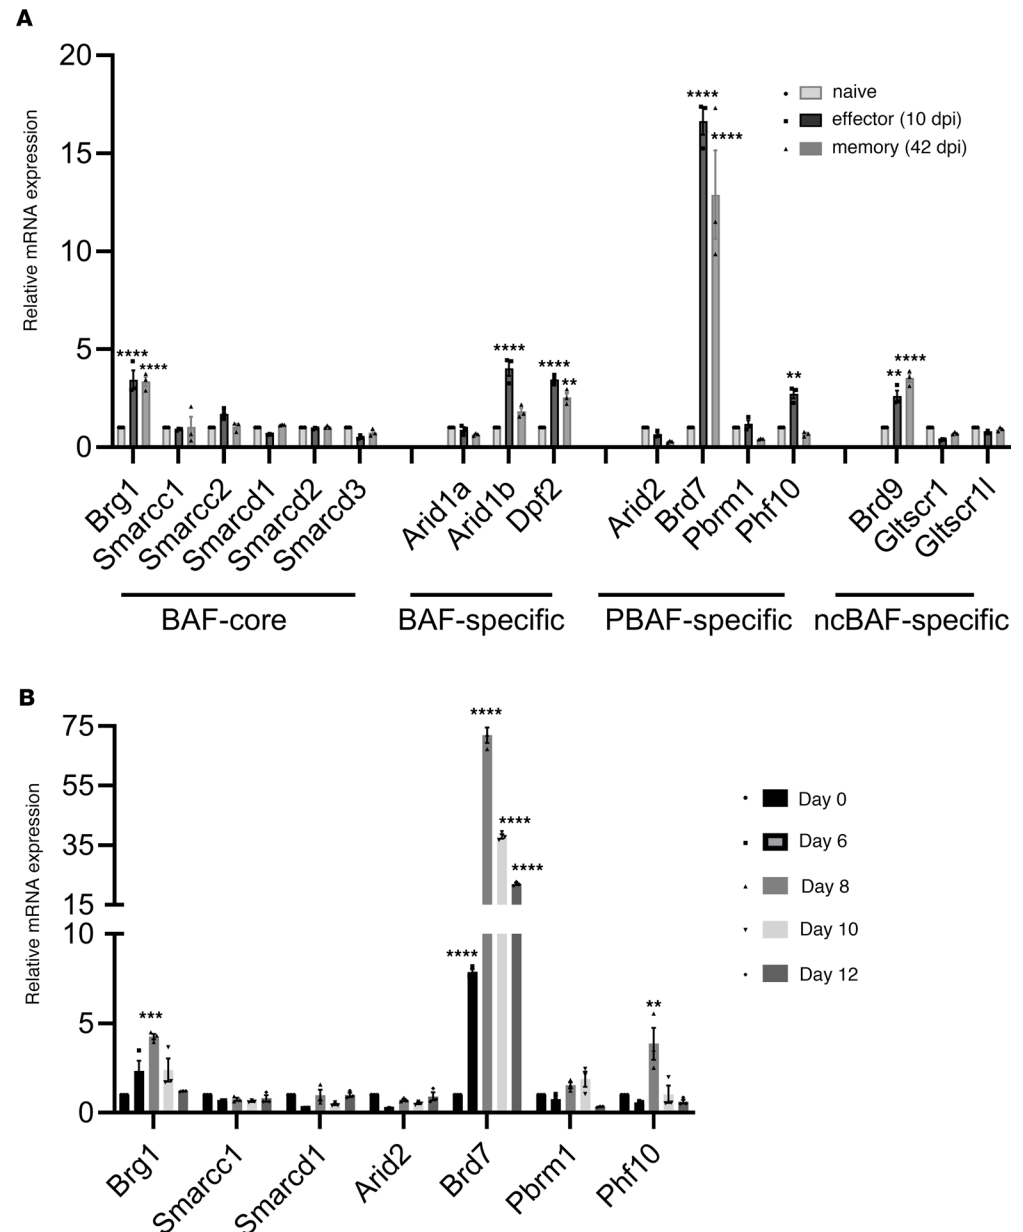 A
Relative mRNA expression
20
15
10
5
0
naive
effector (10 dpi)
memory (42 dpi)
****
****
****
****
**
****
****
**
**
****
Brg1
Smarcc1
Smarcc2
Smarcd1
Smarcd2
Smarcd3
Arid1a
Arid1b
Dpf2
Arid2
Brd7
Pbrm1
Phf10
Brd9
Gltscr1
Gltscr1l
BAF-core
BAF-specific
PBAF-specific
ncBAF-specific
B
Relative mRNA expression
75
55
35
15
10
5
0
***
****
****
****
****
**
Day 0
Day 6
Day 8
Day 10
Day 12
Brg1
Smarcc1
Smarcd1
Arid2
Brd7
Pbrm1
Phf10